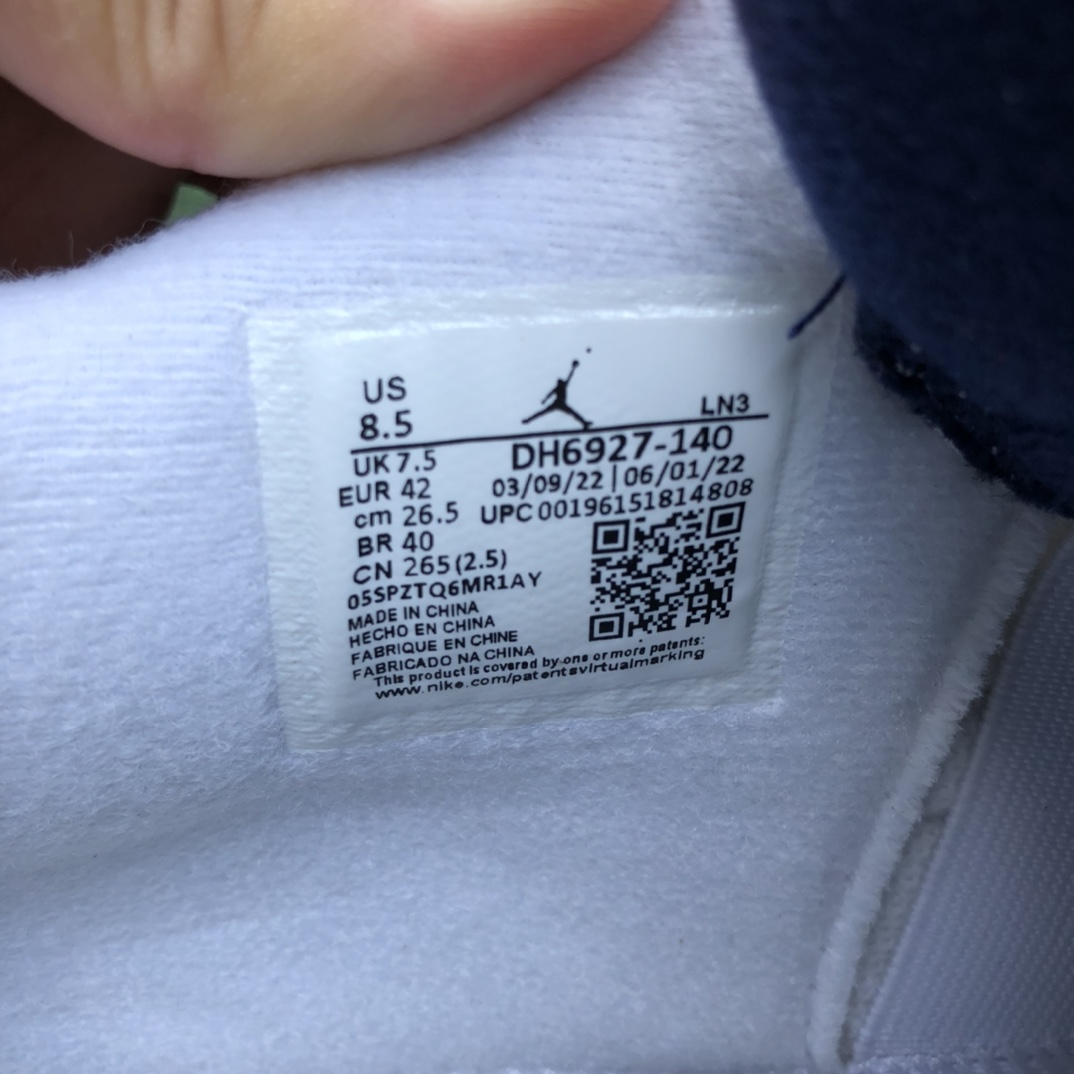 US
8.5
LN3
UK 7.5
DH6927-140
EUR 42
03/09/22 | 06/01/22
cm 26.5
UPC 00196151814808
BR 40
CN 265 (2.5)
05SPZTQ6MR1AY
MADE IN CHINA
HECHO EN CHINA
FABRIQUE EN CHINE
FABRICADO NA CHINA
This product is covered by one or more patents:
www.nike.com/patentsvirtualmarking